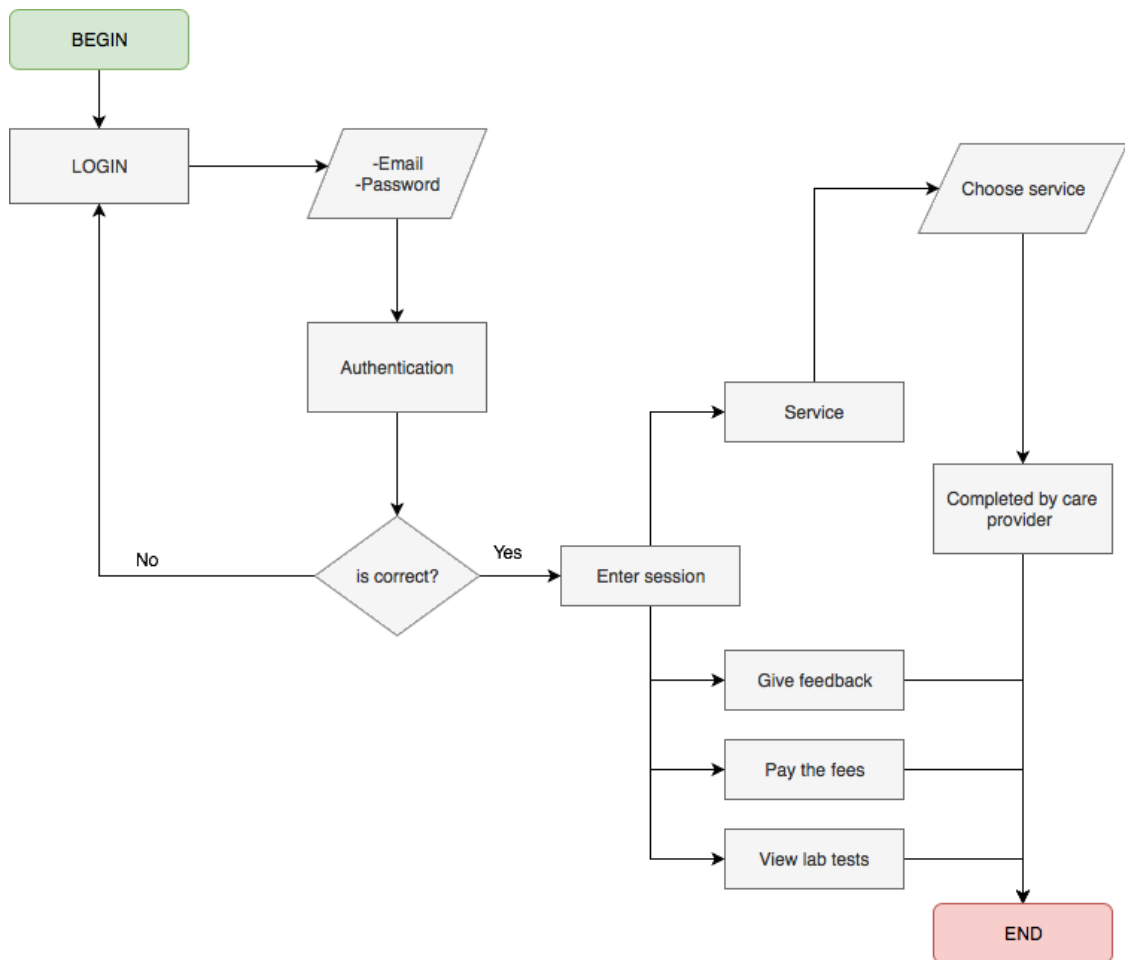 BEGIN
LOGIN
-Email
-Password
Choose service
Authentication
Service
Completed by care
provider
No
is correct?
Yes
Enter session
Give feedback
Pay the fees
View lab tests
END